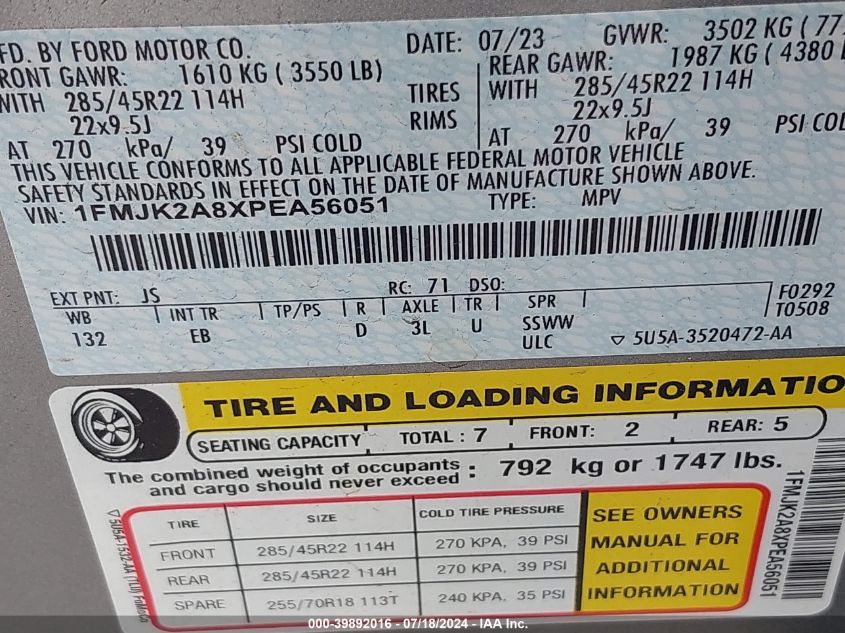 FD. BY FORD MOTOR CO.
DATE: 07/23
GVWR: 3502 KG (77
RONT GAWR: 1610 KG ( 3550 LB)
REAR GAWR: 1987 KG ( 4380 L
WITH 285/45R22 114H
TIRES
WITH 285/45R22 114H
22x9.5J
RIMS
22x9.5J
AT 270 kPa/ 39 PSI COLD
AT 270 kPa/ 39 PSI COL
THIS VEHICLE CONFORMS TO ALL APPLICABLE FEDERAL MOTOR VEHICLE
SAFETY STANDARDS IN EFFECT ON THE DATE OF MANUFACTURE SHOWN ABOVE.
VIN: 1FMJK2A8XPEA56051
TYPE: MPV
EXT PNT: JS
RC: 71 DSO:
WB | INT TR | TP/PS | R | AXLE | TR | SPR
F0292
T0508
132 EB D 3L U SSWW
ULC
▽ 5U5A-3520472-AA
TIRE AND LOADING INFORMATIO
SEATING CAPACITY TOTAL : 7 FRONT: 2 REAR: 5
The combined weight of occupants
and cargo should never exceed : 792 kg or 1747 lbs.
TIRE SIZE COLD TIRE PRESSURE
FRONT 285/45R22 114H 270 KPA, 39 PSI
REAR 285/45R22 114H 270 KPA, 39 PSI
SPARE 255/70R18 113T 240 KPA, 35 PSI
SEE OWNERS
MANUAL FOR
ADDITIONAL
INFORMATION
1FMJK2A8XPEA56051
▽ 5U5A-1532-AA (TLU)
000-39892016 - 07/18/2024 - IAA Inc.